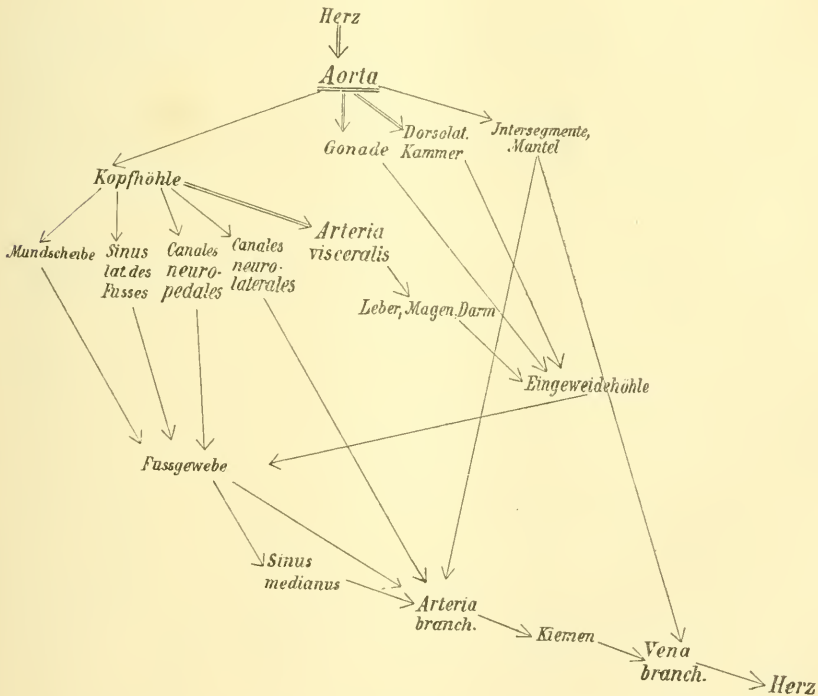 Herz
Aorta
Gonade
Dorsolat.
Kammer
Intersegmente,
Mantel
Kopfhöhle
Mundscheibe
Sinus
lat. des
Fusses
Canales
neuro-
pedales
Canales
neuro-
laterales
Arteria
visceralis
Leber, Magen, Darm
Eingeweidehöhle
Fussgewebe
Sinus
medianus
Arteria
branch.
Kiemen
Vena
branch.
Herz